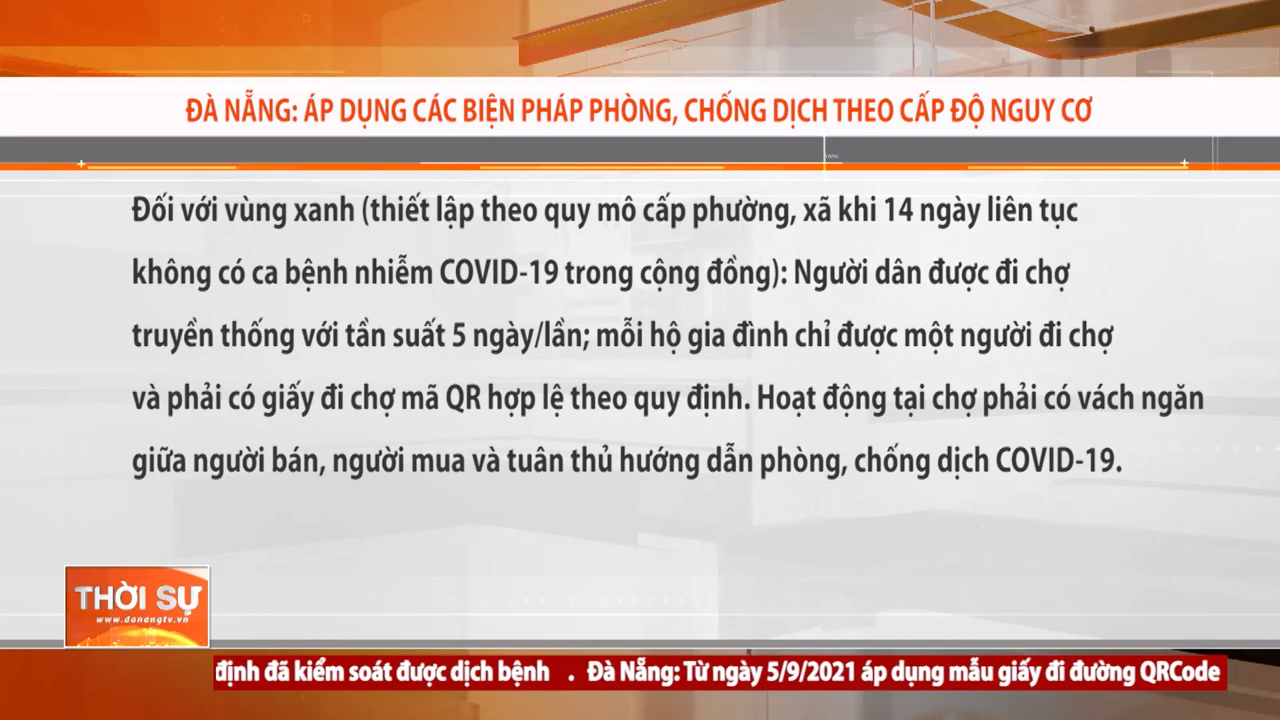 ĐÀ NẴNG: ÁP DỤNG CÁC BIỆN PHÁP PHÒNG, CHỐNG DỊCH THEO CẤP ĐỘ NGUY CƠ
100%
Đối với vùng xanh (thiết lập theo quy mô cấp phường, xã khi 14 ngày liên tục
không có ca bệnh nhiễm COVID-19 trong cộng đồng): Người dân được đi chợ
truyền thống với tần suất 5 ngày/lần; mỗi hộ gia đình chỉ được một người đi chợ
và phải có giấy đi chợ mã QR hợp lệ theo quy định. Hoạt động tại chợ phải có vách ngăn
giữa người bán, người mua và tuân thủ hướng dẫn phòng, chống dịch COVID-19.
THỜI SỰ
www.danangtv.vn
định đã kiểm soát được dịch bệnh . Đà Nẵng: Từ ngày 5/9/2021 áp dụng mẫu giấy đi đường QRCode